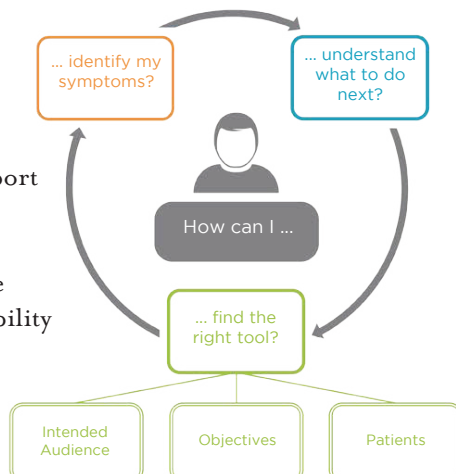 ... identify my
symptoms?
... understand
what to do
next?
How can I ...
... find the
right tool?
Intended
Audience
Objectives
Patients